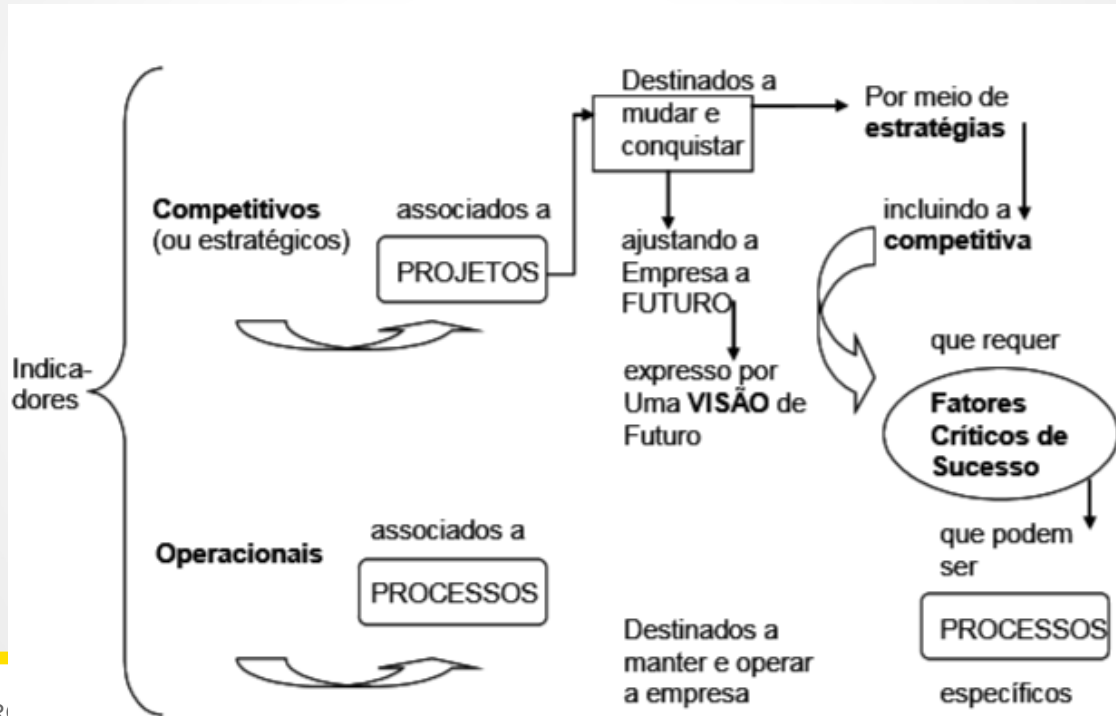 Indica-
dores
Competitivos
(ou estratégicos)
associados a
PROJETOS
Destinados a
mudar e
conquistar
Por meio de
estratégias
incluindo a
competitiva
ajustando a
Empresa a
FUTURO
expresso por
Uma VISÃO de
Futuro
que requer
Fatores
Críticos de
Sucesso
que podem
ser
PROCESSOS
específicos
Operacionais
associados a
PROCESSOS
Destinados a
manter e operar
a empresa